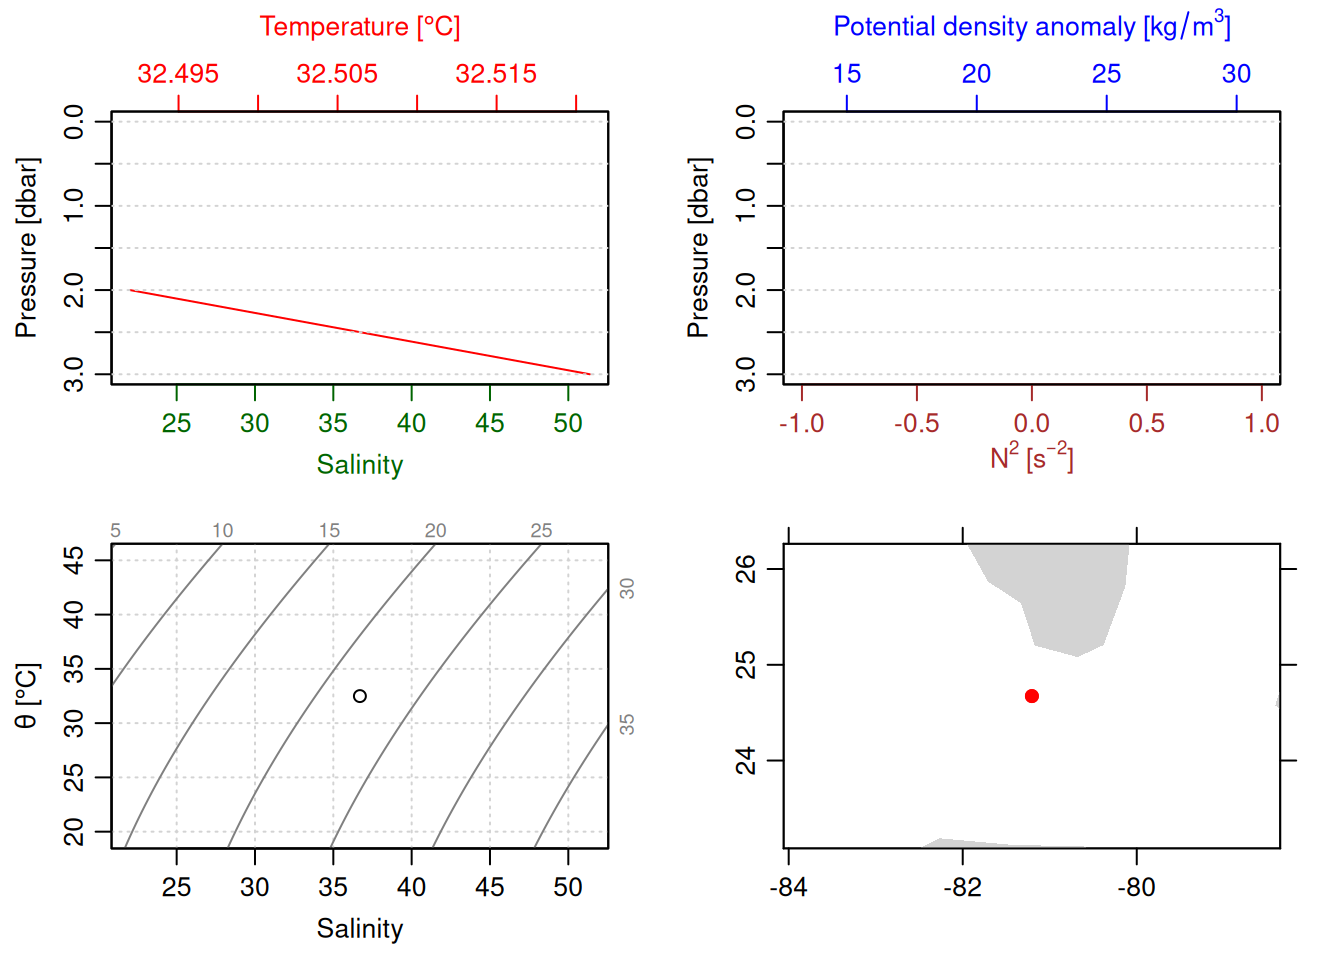 Temperature [°C]
32.495 32.505 32.515
Pressure [dbar]
0.0 1.0 2.0 3.0
25 30 35 40 45 50
Salinity
Potential density anomaly [kg/m³]
15 20 25 30
Pressure [dbar]
0.0 1.0 2.0 3.0
-1.0 -0.5 0.0 0.5 1.0
N² [s⁻²]
5 10 15 20 25
30
35
θ [°C]
45 40 35 30 25 20
25 30 35 40 45 50
Salinity
26 25 24
-84 -82 -80